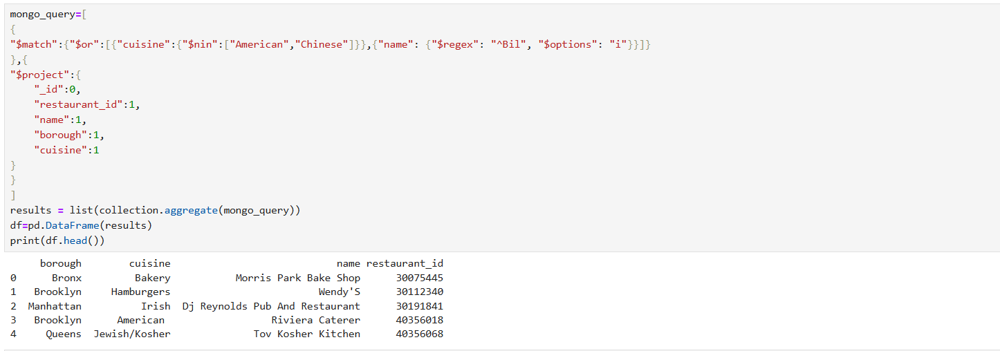 mongo_query=[
{
"$match":{"$or":[{"cuisine":{"$nin":["American","Chinese"]}},{"name": {"$regex": "^Bil", "$options": "i"}}]}
},{
"$project":{
    "_id":0,
    "restaurant_id":1,
    "name":1,
    "borough":1,
    "cuisine":1
}
}
]
results = list(collection.aggregate(mongo_query))
df=pd.DataFrame(results)
print(df.head())
     borough        cuisine                            name restaurant_id
0      Bronx         Bakery           Morris Park Bake Shop      30075445
1   Brooklyn     Hamburgers                         Wendy'S      30112340
2  Manhattan          Irish  Dj Reynolds Pub And Restaurant      30191841
3   Brooklyn      American                  Riviera Caterer      40356018
4     Queens  Jewish/Kosher              Tov Kosher Kitchen      40356068